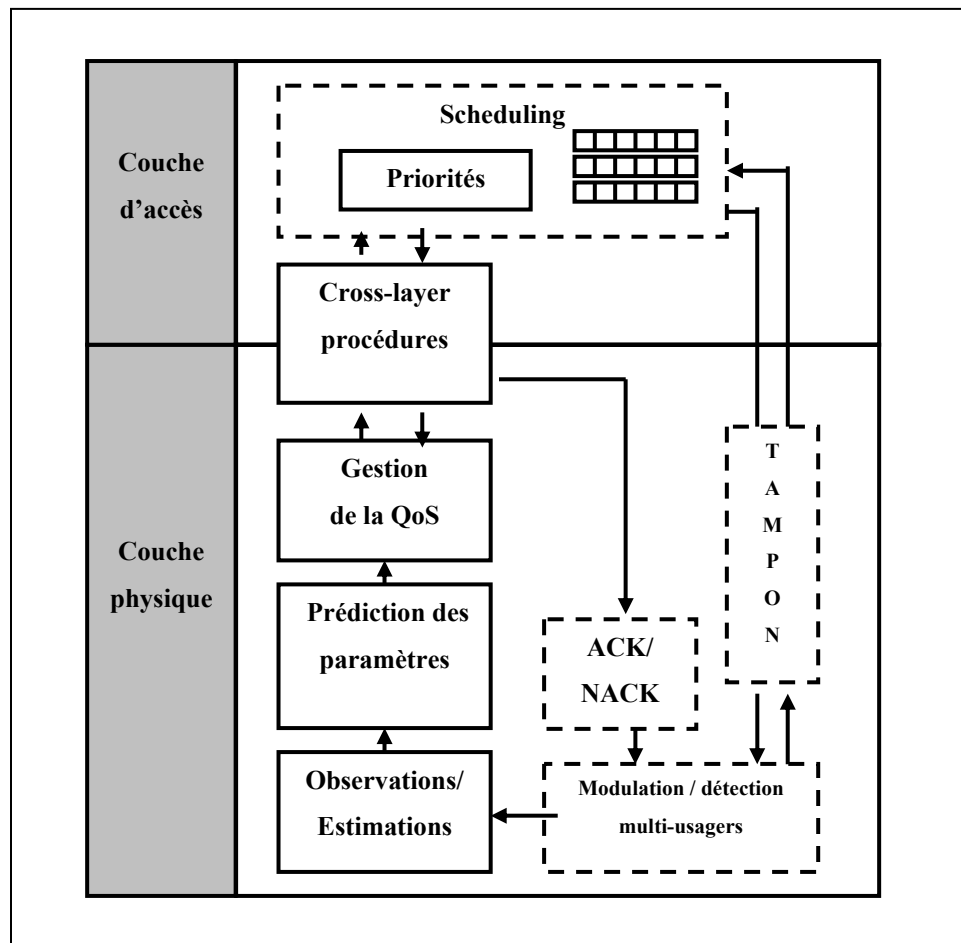 Scheduling
Priorités
Couche
d’accès
Cross-layer
procédures
Gestion
de la QoS
Couche
physique
Prédiction des
paramètres
Observations/
Estimations
ACK/
NACK
T
A
M
P
O
N
Modulation / détection
multi-usagers